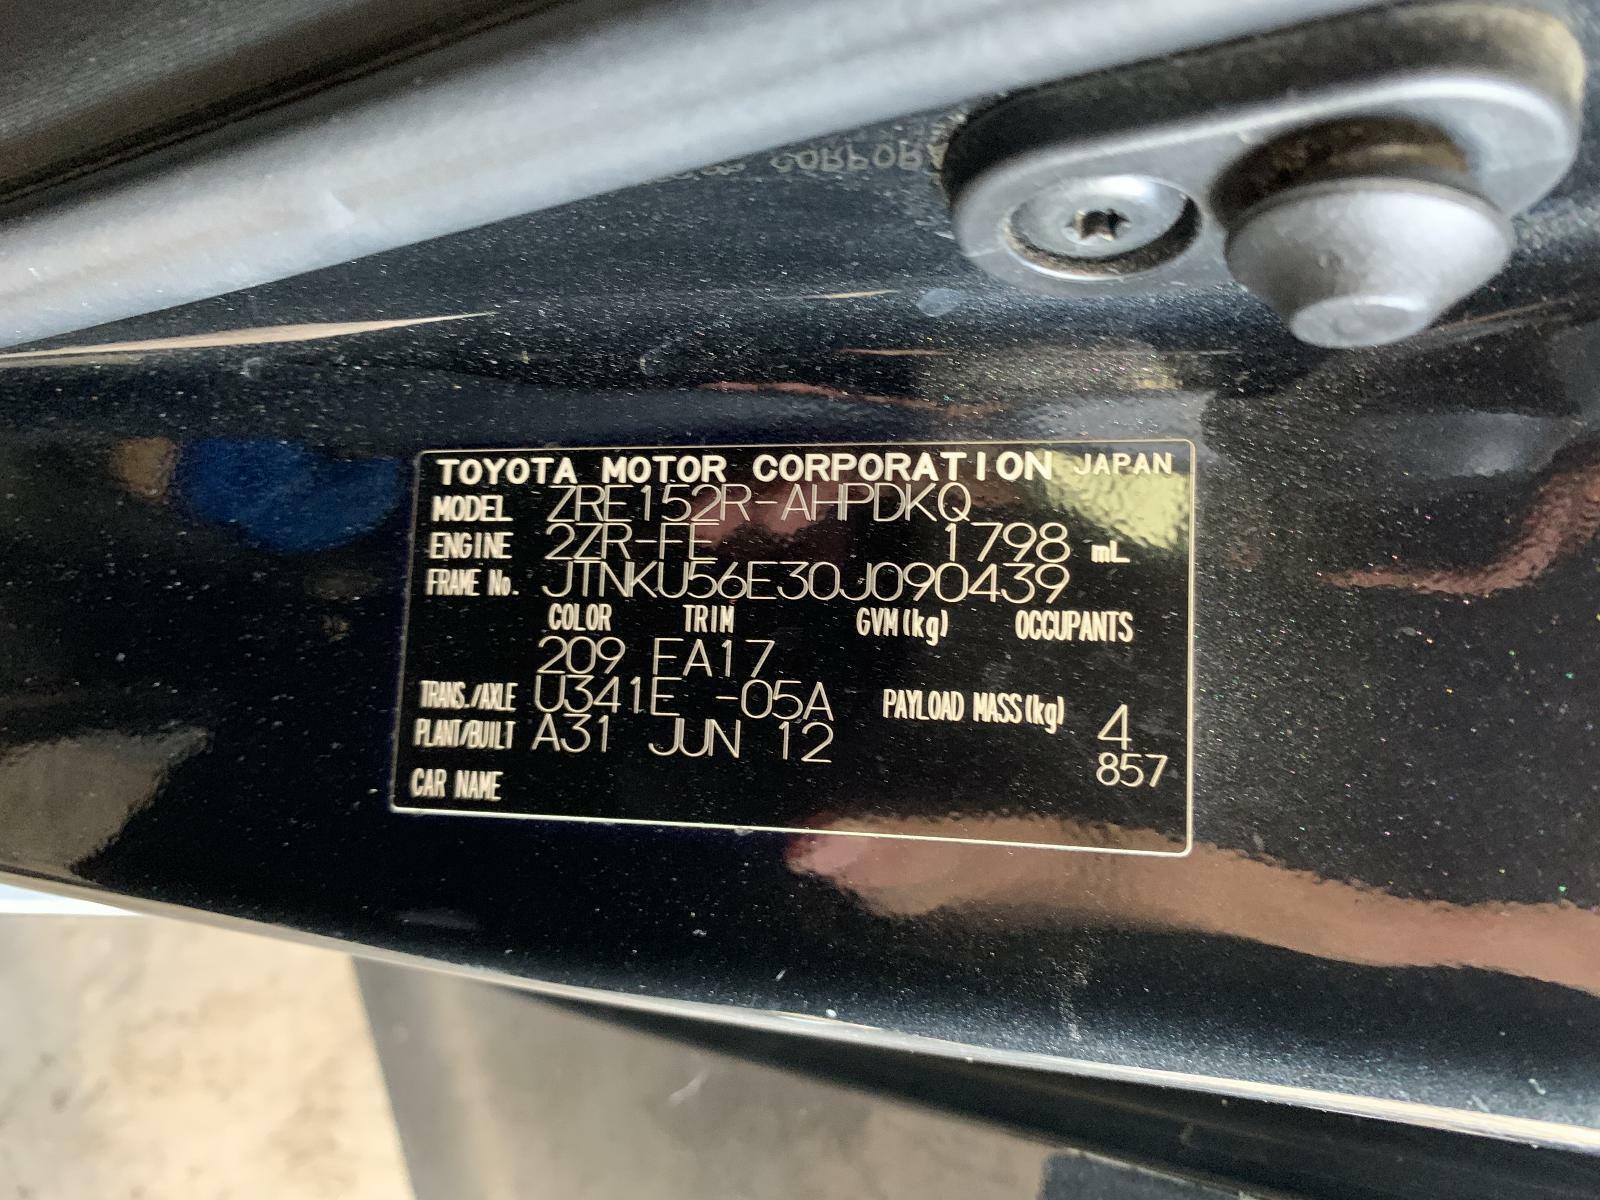 TOYOTA MOTOR CORPORATION JAPAN
MODEL ZRE152R-AHPDKQ
ENGINE 2ZR-FE 1798 mL
FRAME No. JTNKU56E30J090439
COLOR TRIM GVM(kg) OCCUPANTS
209 FA17
TRANS./AXLE U341E -05A PAYLOAD MASS(kg) 4
PLANT/BUILT A31 JUN 12 857
CAR NAME